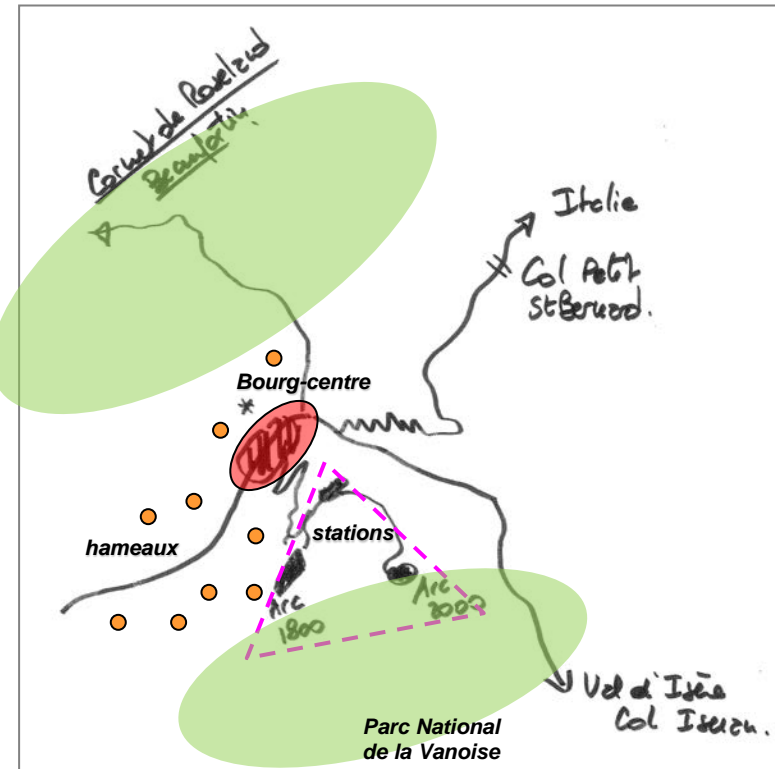 Cormet de Roselend
Beaufortin
Italie
Col Petit
St Bernard.
Bourg-centre
*
hameaux
stations
Arc
1800
Arc
2000
Val d'Isère
Col Iseran.
Parc National
de la Vanoise